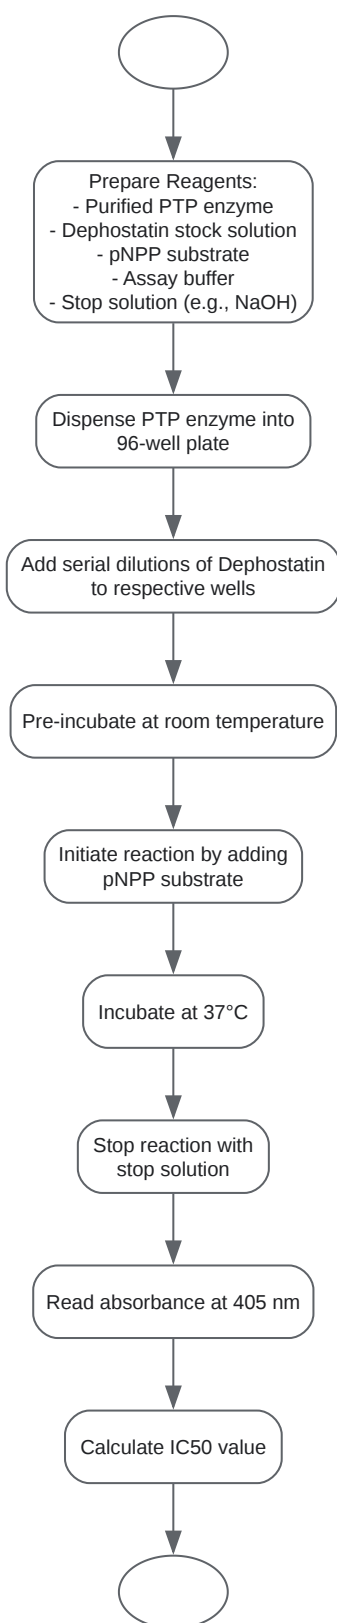 Prepare Reagents:
- Purified PTP enzyme
- Dephostatin stock solution
- pNPP substrate
- Assay buffer
- Stop solution (e.g., NaOH)
Dispense PTP enzyme into
96-well plate
Add serial dilutions of Dephostatin
to respective wells
Pre-incubate at room temperature
Initiate reaction by adding
pNPP substrate
Incubate at 37°C
Stop reaction with
stop solution
Read absorbance at 405 nm
Calculate IC50 value